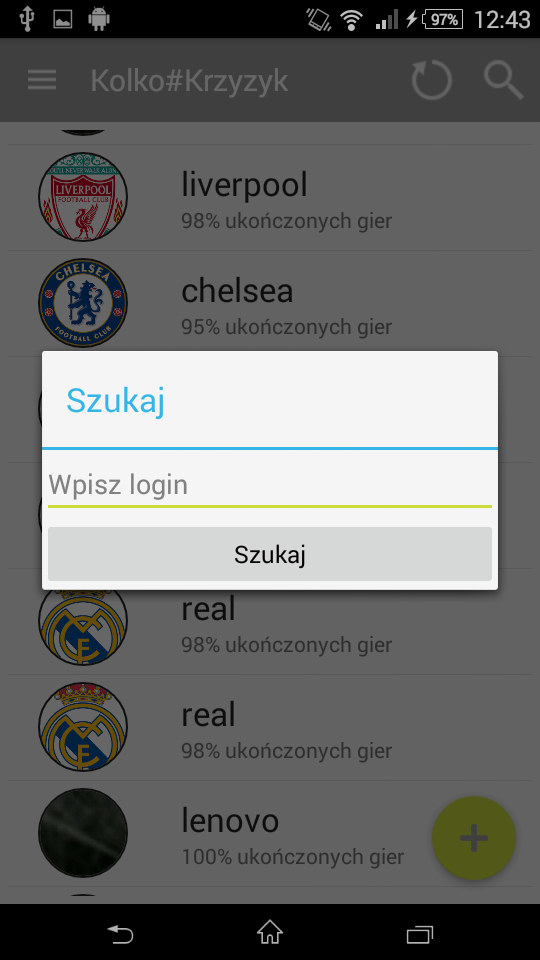 97% 12:43
Kolko#Krzyzyk
YOU'LL NEVER WALK ALONE
LIVERPOOL
FOOTBALL CLUB
liverpool
98% ukończonych gier
CHELSEA
FOOTBALL CLUB
chelsea
95% ukończonych gier
Szukaj
Wpisz login
Szukaj
real
98% ukończonych gier
real
98% ukończonych gier
lenovo
100% ukończonych gier
+